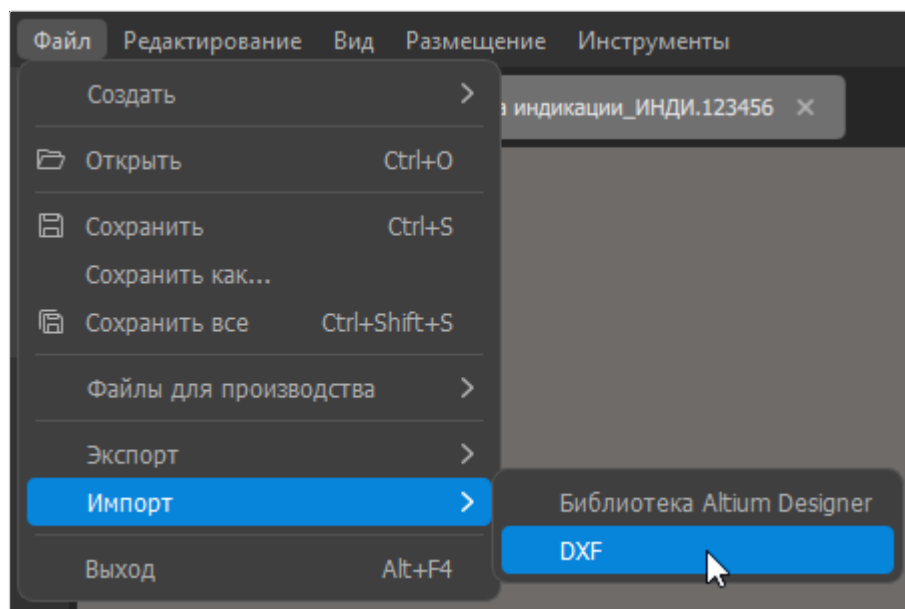 Файл Редактирование Вид Размещение Инструменты
Создать
индикации_ИНДИ.123456
Открыть Ctrl+O
Сохранить Ctrl+S
Сохранить как...
Сохранить все Ctrl+Shift+S
Файлы для производства
Экспорт
Импорт
Библиотека Altium Designer
DXF
Выход Alt+F4